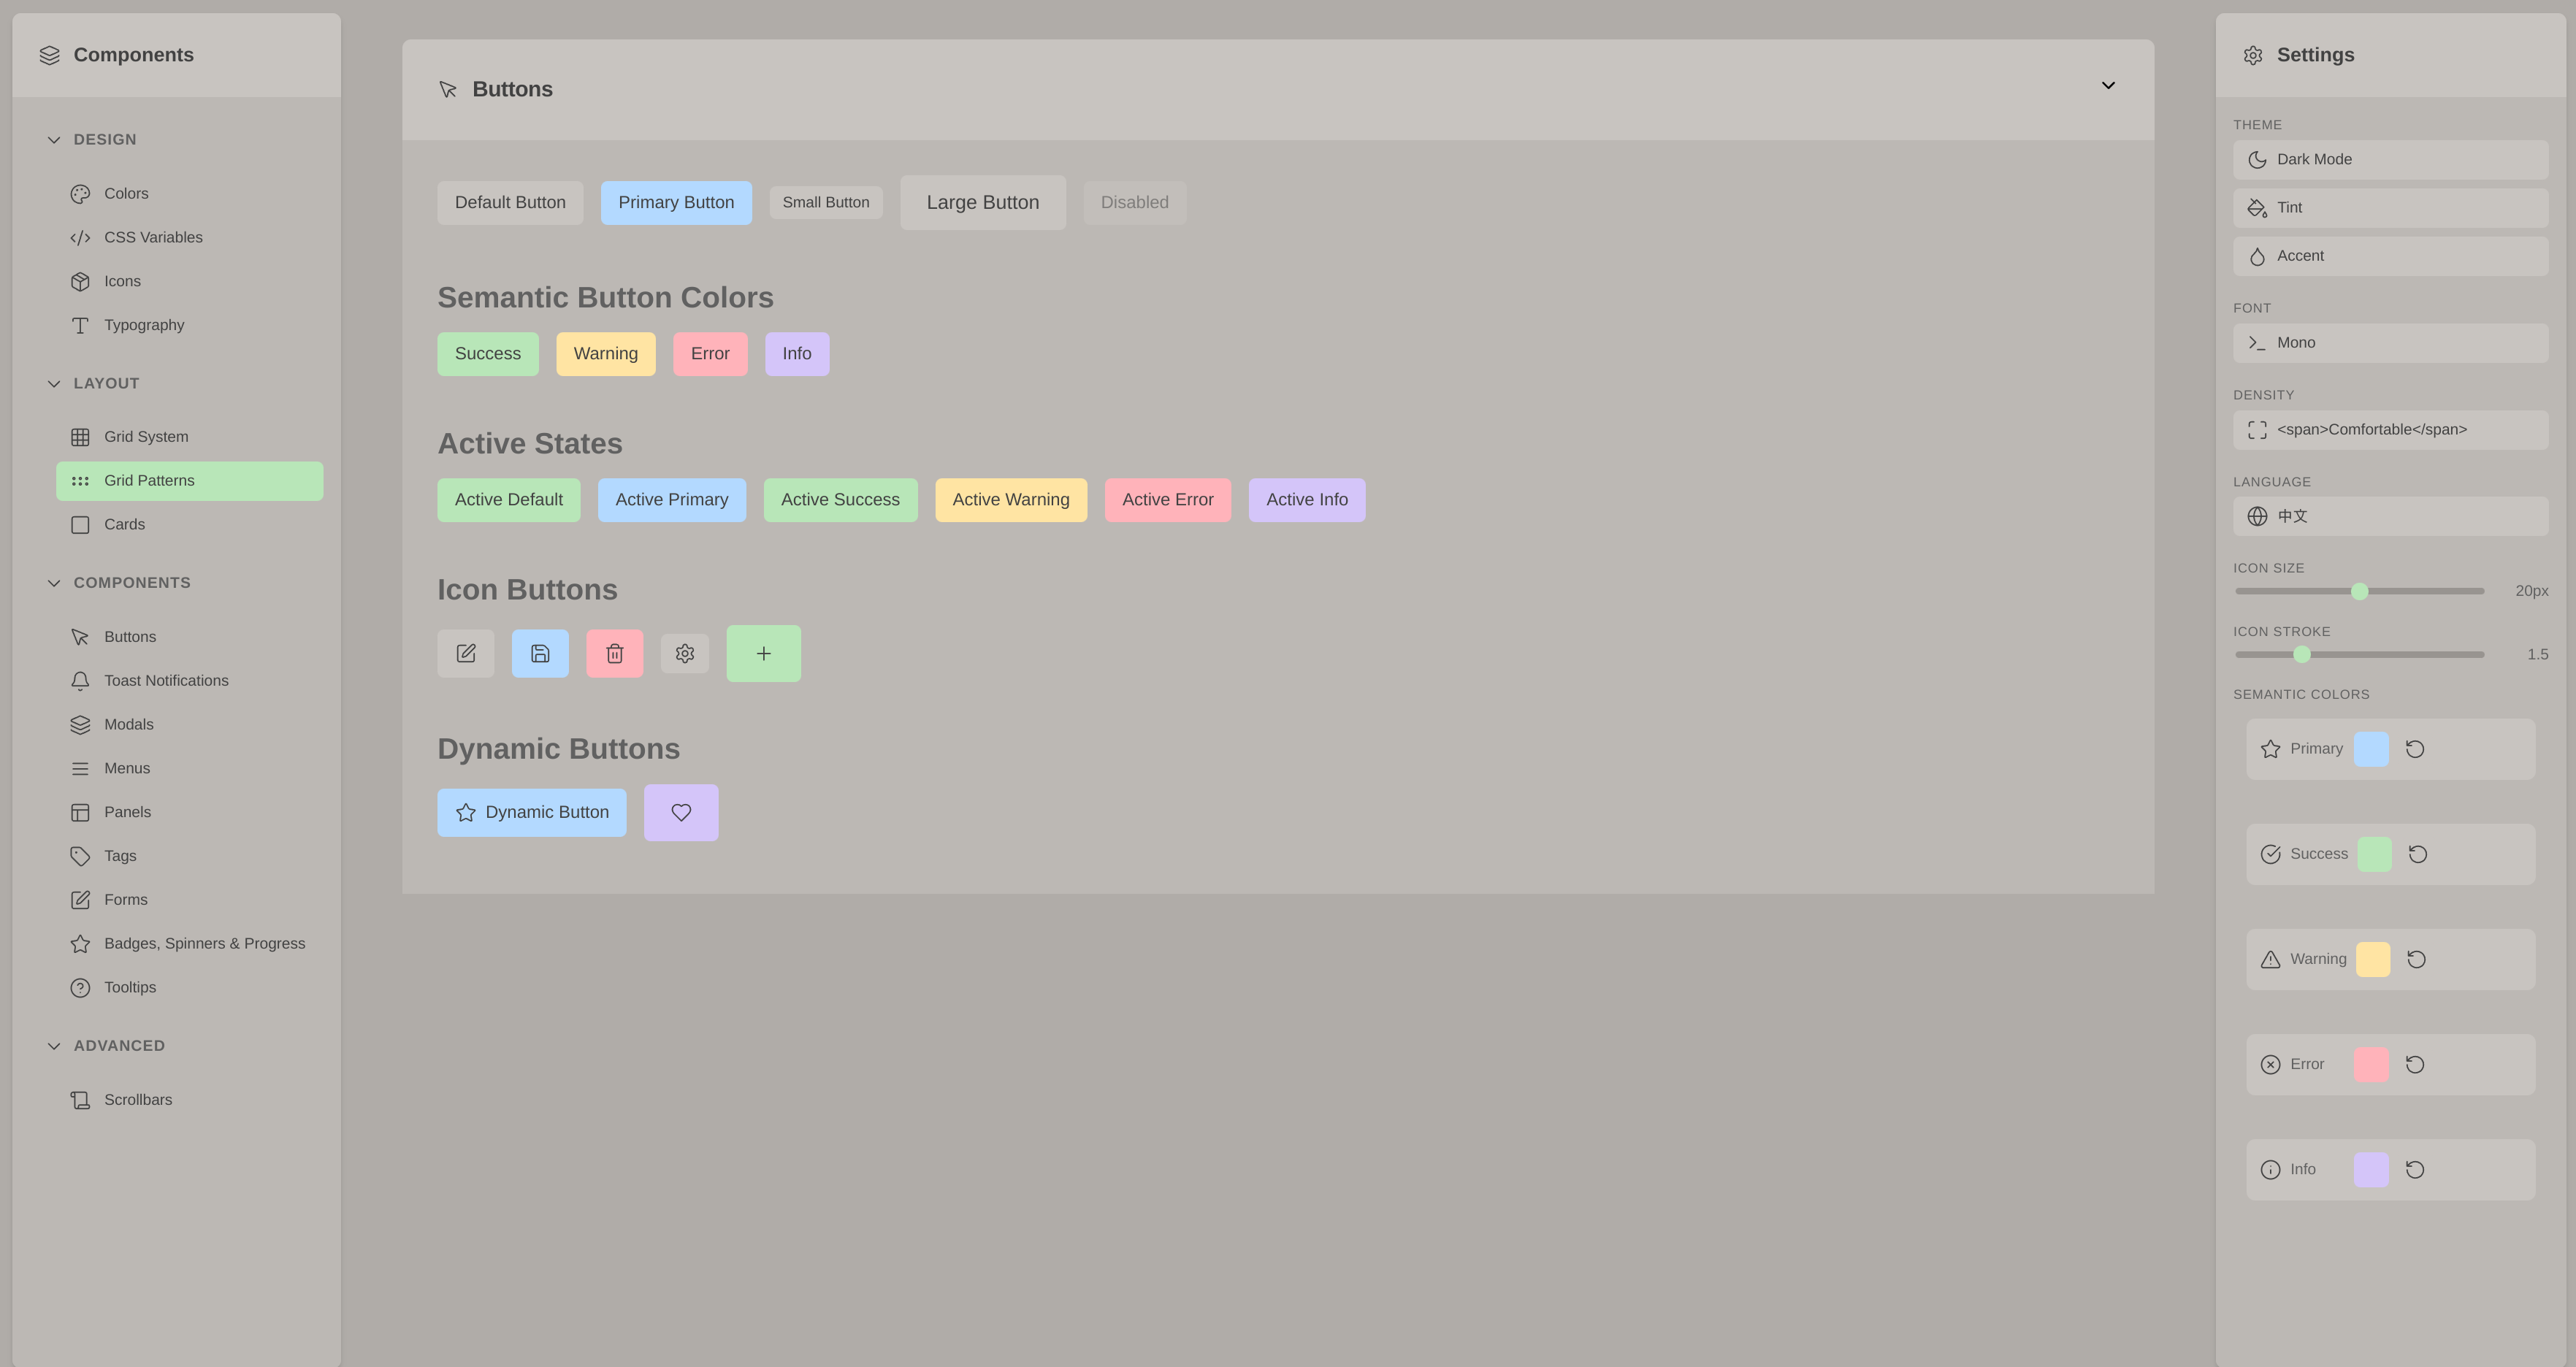 Components
DESIGN
Colors
CSS Variables
Icons
Typography
LAYOUT
Grid System
Grid Patterns
Cards
COMPONENTS
Buttons
Toast Notifications
Modals
Menus
Panels
Tags
Forms
Badges, Spinners & Progress
Tooltips
ADVANCED
Scrollbars
Buttons
Default Button Primary Button Small Button Large Button Disabled
Semantic Button Colors
Success Warning Error Info
Active States
Active Default Active Primary Active Success Active Warning Active Error Active Info
Icon Buttons
Dynamic Buttons
Dynamic Button
Settings
THEME
Dark Mode
Tint
Accent
FONT
Mono
DENSITY
<span>Comfortable</span>
LANGUAGE
中文
ICON SIZE
20px
ICON STROKE
1.5
SEMANTIC COLORS
Primary
Success
Warning
Error
Info